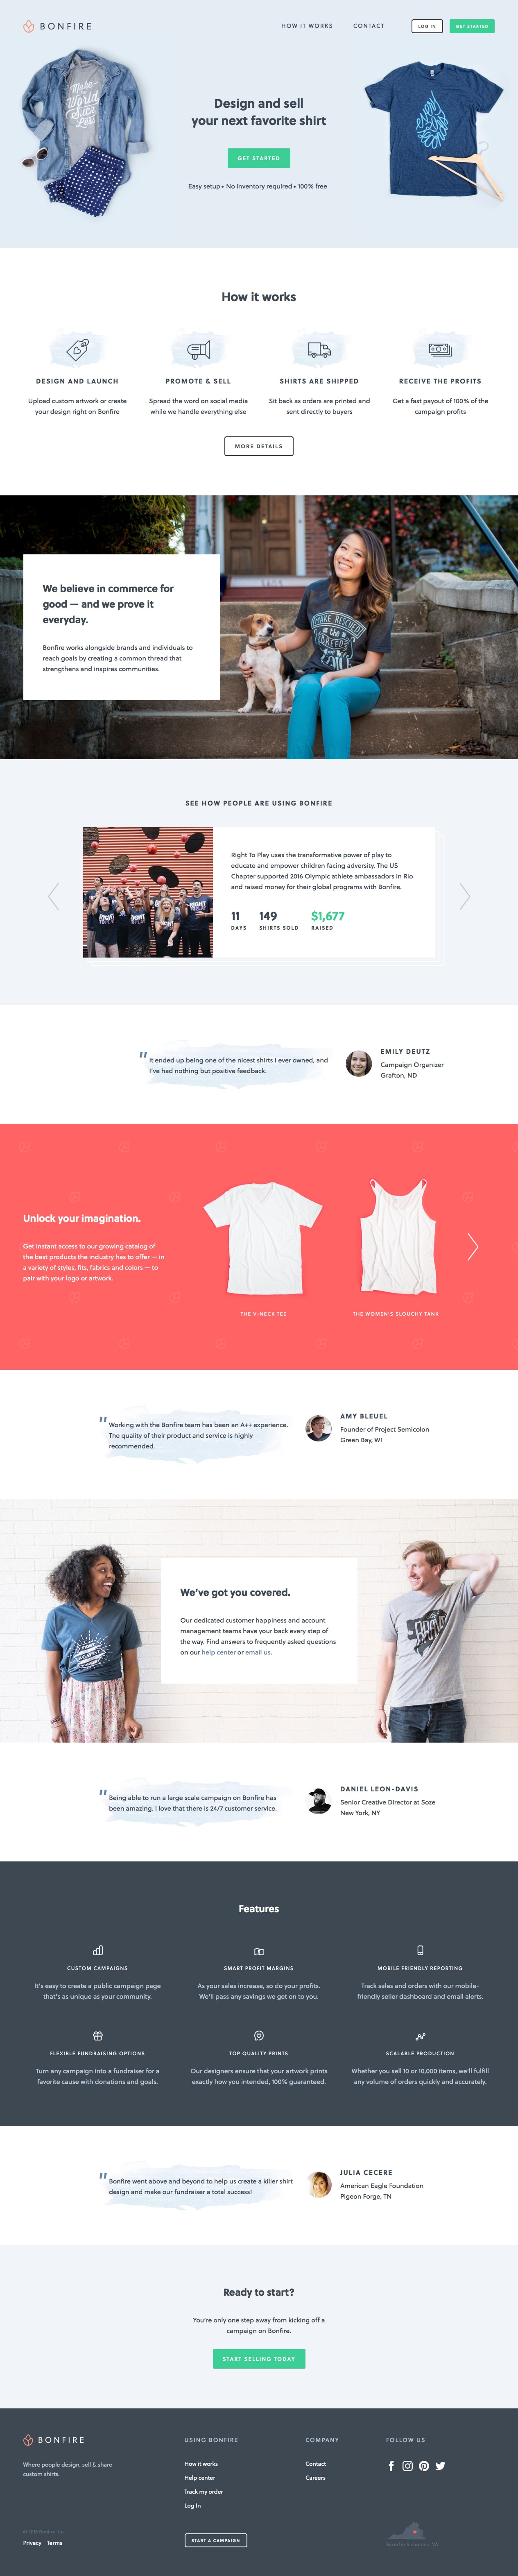 BONFIRE
HOW IT WORKS
CONTACT
LOG IN
GET STARTED
Design and sell
your next favorite shirt
GET STARTED
Easy setup+ No inventory required+ 100% free
How it works
DESIGN AND LAUNCH
Upload custom artwork or create
your design right on Bonfire
PROMOTE & SELL
Spread the word on social media
while we handle everything else
SHIRTS ARE SHIPPED
Sit back as orders are printed and
sent directly to buyers
RECEIVE THE PROFITS
Get a fast payout of 100% of the
campaign profits
MORE DETAILS
We believe in commerce for
good — and we prove it
everyday.
Bonfire works alongside brands and individuals to
reach goals by creating a common thread that
strengthens and inspires communities.
SEE HOW PEOPLE ARE USING BONFIRE
Right To Play uses the transformative power of play to
educate and empower children facing adversity. The US
Chapter supported 2016 Olympic athlete ambassadors in Rio
and raised money for their global programs with Bonfire.
11
DAYS
149
SHIRTS SOLD
$1,677
RAISED
" It ended up being one of the nicest shirts I ever owned, and
I've had nothing but positive feedback.
EMILY DEUTZ
Campaign Organizer
Grafton, ND
Unlock your imagination.
Get instant access to our growing catalog of
the best products the industry has to offer — in
a variety of styles, fits, fabrics and colors — to
pair with your logo or artwork.
THE V-NECK TEE
THE WOMEN'S SLOUCHY TANK
" Working with the Bonfire team has been an A++ experience.
The quality of their product and service is highly
recommended.
AMY BLEUEL
Founder of Project Semicolon
Green Bay, WI
We've got you covered.
Our dedicated customer happiness and account
management teams have your back every step of
the way. Find answers to frequently asked questions
on our help center or email us.
" Being able to run a large scale campaign on Bonfire has
been amazing. I love that there is 24/7 customer service.
DANIEL LEON-DAVIS
Senior Creative Director at Soze
New York, NY
Features
CUSTOM CAMPAIGNS
It's easy to create a public campaign page
that's as unique as your community.
SMART PROFIT MARGINS
As your sales increase, so do your profits.
We'll pass any savings we get on to you.
MOBILE FRIENDLY REPORTING
Track sales and orders with our mobile-
friendly seller dashboard and email alerts.
FLEXIBLE FUNDRAISING OPTIONS
Turn any campaign into a fundraiser for a
favorite cause with donations and goals.
TOP QUALITY PRINTS
Our designers ensure that your artwork prints
exactly how you intended, 100% guaranteed.
SCALABLE PRODUCTION
Whether you sell 10 or 10,000 items, we'll fulfill
any volume of orders quickly and accurately.
" Bonfire went above and beyond to help us create a killer shirt
design and make our fundraiser a total success!
JULIA CECERE
American Eagle Foundation
Pigeon Forge, TN
Ready to start?
You're only one step away from kicking off a
campaign on Bonfire.
START SELLING TODAY
BONFIRE
Where people design, sell & share
custom shirts.
USING BONFIRE
How it works
Help center
Track my order
Log In
COMPANY
Contact
Careers
FOLLOW US
© 2016 Bonfire, Inc
Privacy
Terms
START A CAMPAIGN